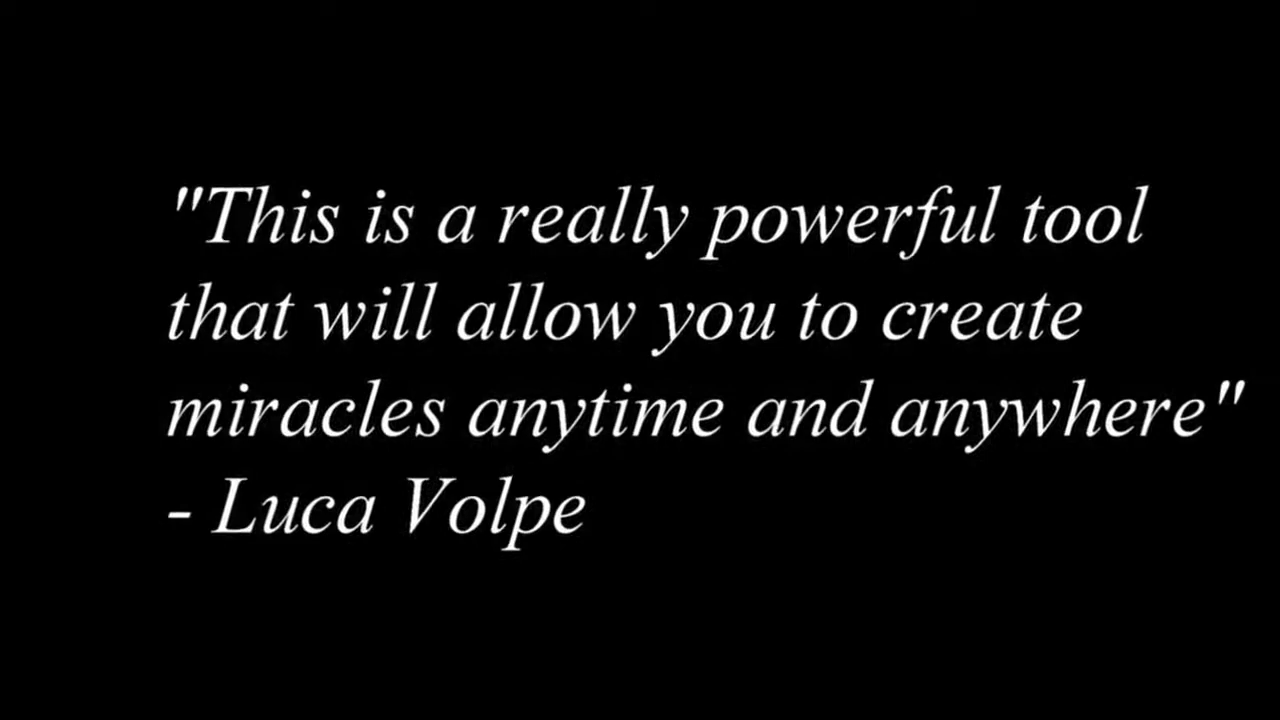 "This is a really powerful tool
that will allow you to create
miracles anytime and anywhere"
- Luca Volpe